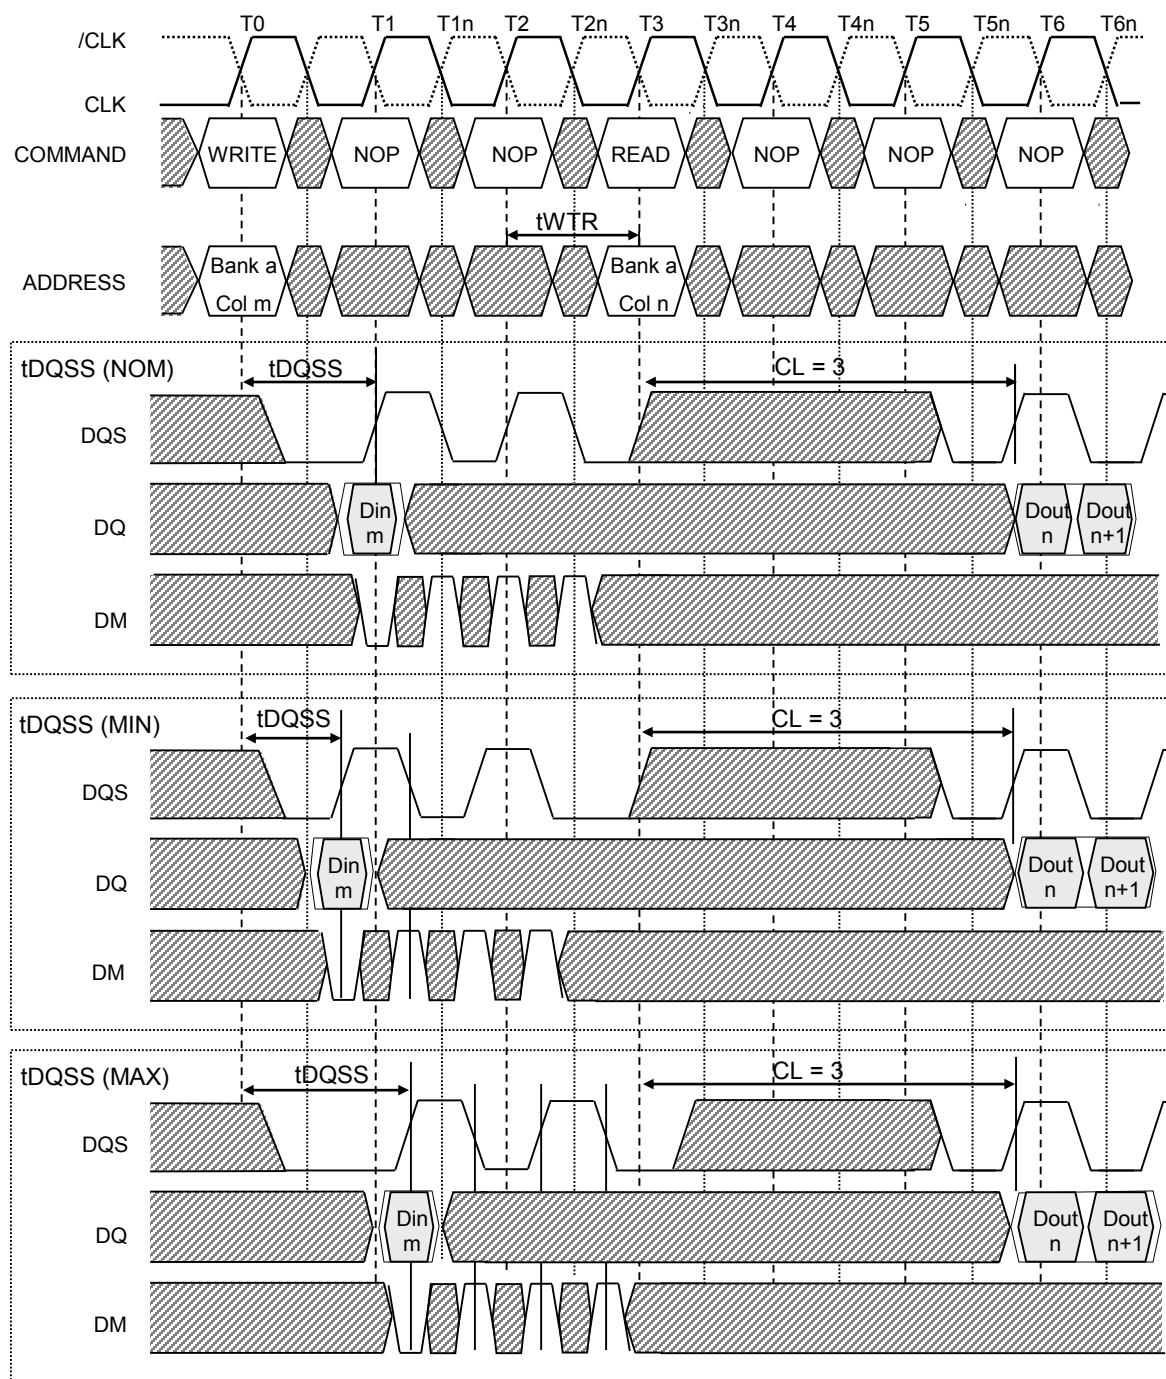 T0 T1 T1n T2 T2n T3 T3n T4 T4n T5 T5n T6 T6n
/CLK
CLK
COMMAND WRITE NOP NOP READ NOP NOP NOP
tWTR
ADDRESS
Bank a Bank a
Col m Col n
tDQSS (NOM) tDQSS CL = 3
DQS
DQ
Din Dout Dout
m n n+1
DM
tDQSS (MIN) tDQSS CL = 3
DQS
DQ
Din Dout Dout
m n n+1
DM
tDQSS (MAX) tDQSS CL = 3
DQS
DQ
Din Dout Dout
m n n+1
DM